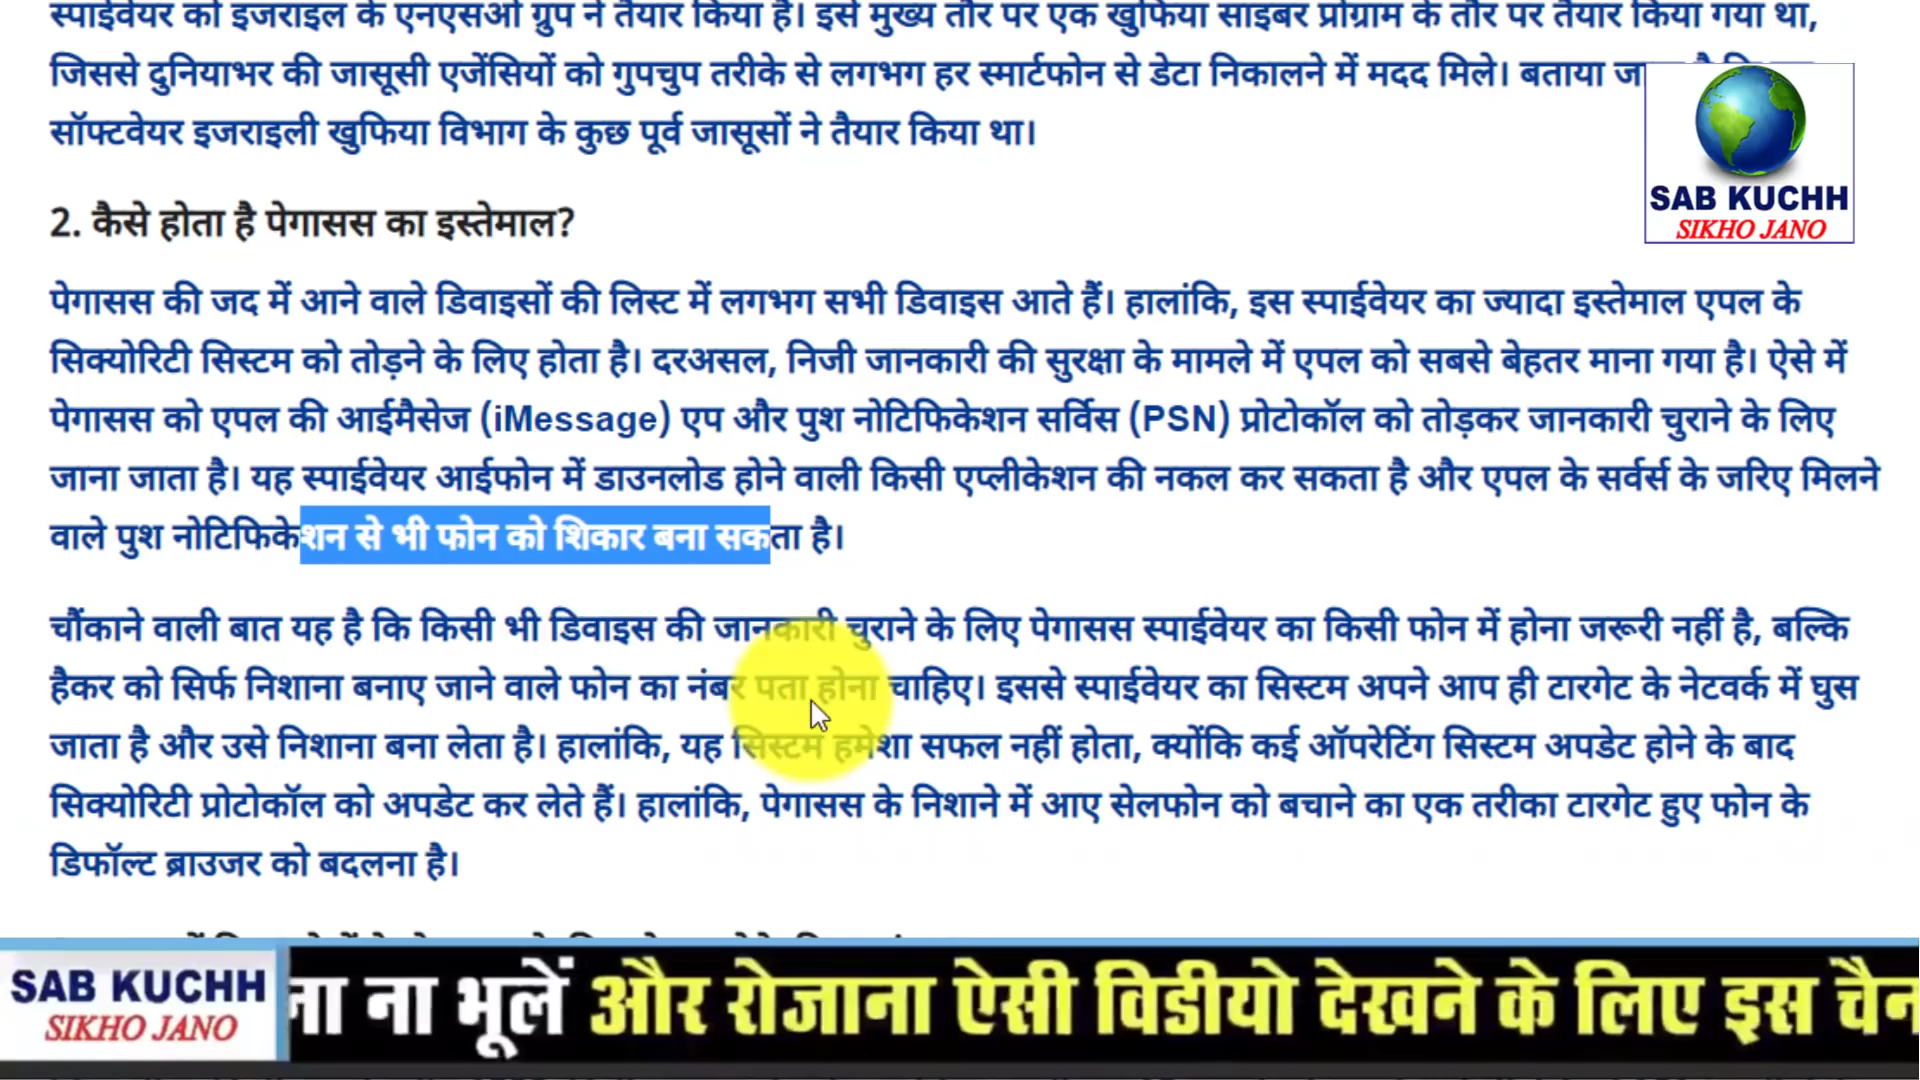 स्पाईवेयर को इजराइल के एनएसओ ग्रुप ने तैयार किया है। इसे मुख्य तौर पर एक खुफिया साइबर प्रोग्राम के तौर पर तैयार किया गया था,
जिससे दुनियाभर की जासूसी एजेंसियों को गुपचुप तरीके से लगभग हर स्मार्टफोन से डेटा निकालने में मदद मिले। बताया
सॉफ्टवेयर इजराइली खुफिया विभाग के कुछ पूर्व जासूसों ने तैयार किया था।
SAB KUCHH
SIKHO JANO
2. कैसे होता है पेगासस का इस्तेमाल?
पेगासस की जद में आने वाले डिवाइसों की लिस्ट में लगभग सभी डिवाइस आते हैं। हालांकि, इस स्पाईवेयर का ज्यादा इस्तेमाल एपल के
सिक्योरिटी सिस्टम को तोड़ने के लिए होता है। दरअसल, निजी जानकारी की सुरक्षा के मामले में एपल को सबसे बेहतर माना गया है। ऐसे में
पेगासस को एपल की आईमैसेज (iMessage) एप और पुश नोटिफिकेशन सर्विस (PSN) प्रोटोकॉल को तोड़कर जानकारी चुराने के लिए
जाना जाता है। यह स्पाईवेयर आईफोन में डाउनलोड होने वाली किसी एप्लीकेशन की नकल कर सकता है और एपल के सर्वर्स के जरिए मिलने
वाले पुश नोटिफिकेशन से भी फोन को शिकार बना सकता है।
चौंकाने वाली बात यह है कि किसी भी डिवाइस की जानकारी चुराने के लिए पेगासस स्पाईवेयर का किसी फोन में होना जरूरी नहीं है, बल्कि
हैकर को सिर्फ निशाना बनाए जाने वाले फोन का नंबर पता होना चाहिए। इससे स्पाईवेयर का सिस्टम अपने आप ही टारगेट के नेटवर्क में घुस
जाता है और उसे निशाना बना लेता है। हालांकि, यह सिस्टम हमेशा सफल नहीं होता, क्योंकि कई ऑपरेटिंग सिस्टम अपडेट होने के बाद
सिक्योरिटी प्रोटोकॉल को अपडेट कर लेते हैं। हालांकि, पेगासस के निशाने में आए सेलफोन को बचाने का एक तरीका टारगेट हुए फोन के
डिफॉल्ट ब्राउजर को बदलना है।
SAB KUCHH
SIKHO JANO
ना भूलें और रोजाना ऐसी विडीयो देखने के लिए इस